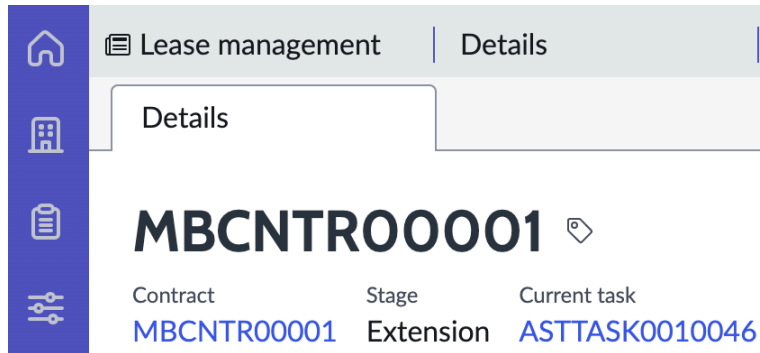 Lease management Details
Details
MBCNTR00001
Contract Stage Current task
MBCNTR00001 Extension ASTTASK0010046